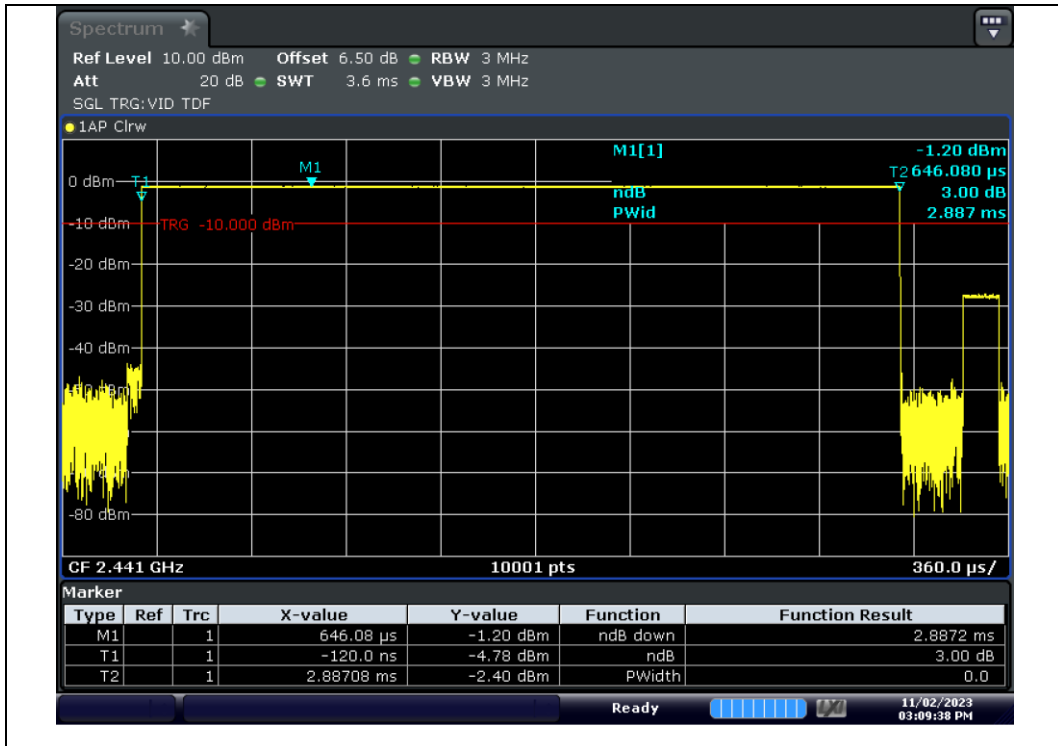 Spectrum
Ref Level 10.00 dBm Offset 6.50 dB RBW 3 MHz
Att 20 dB SWT 3.6 ms VBW 3 MHz
SGL TRG:VID TDF
1AP Clrw
M1[1] -1.20 dBm
646.080 µs
ndB 3.00 dB
PWid 2.887 ms
M1
T1
T2
0 dBm
-10 dBm
TRG -10.000 dBm
-20 dBm
-30 dBm
-40 dBm
-80 dBm
CF 2.441 GHz 10001 pts 360.0 µs/
Marker
Type Ref Trc X-value Y-value Function Function Result
M1 1 646.08 µs -1.20 dBm ndB down 2.8872 ms
T1 1 -120.0 ns -4.78 dBm ndB 3.00 dB
T2 1 2.88708 ms -2.40 dBm PWidth 0.0
Ready 11/02/2023
03:09:38 PM